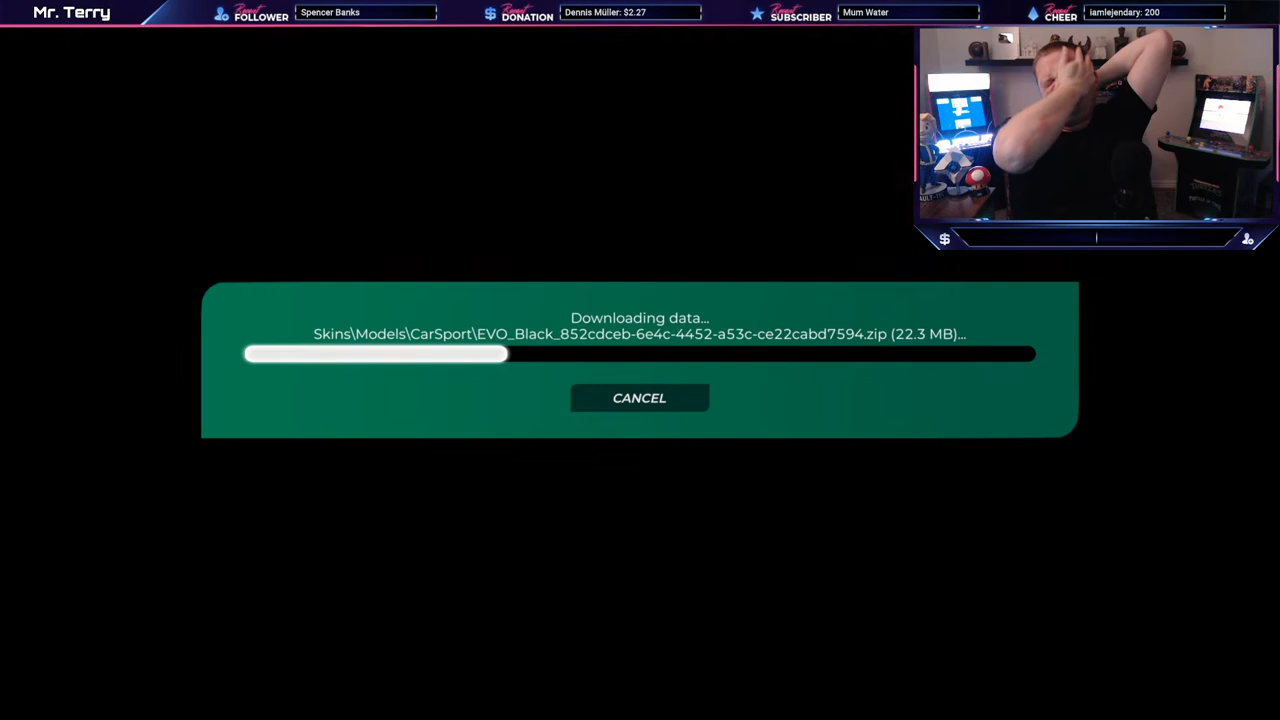 Mr. Terry
Recent FOLLOWER
Spencer Banks
Recent DONATION
Dennis Müller: $2.27
Recent SUBSCRIBER
Mum Water
Recent CHEER
iamlejendary: 200
Downloading data...
Skins\Models\CarSport\EVO_Black_852cdceb-6e4c-4452-a53c-ce22cabd7594.zip (22.3 MB)...
CANCEL